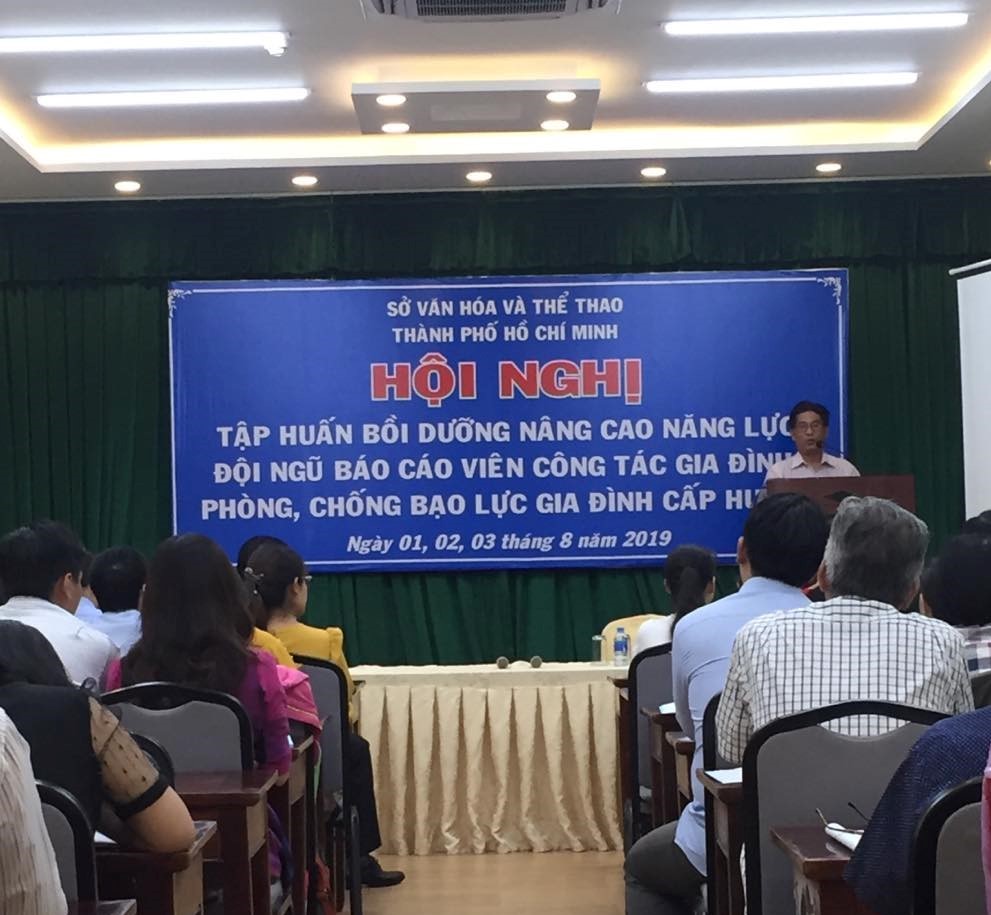 SỞ VĂN HÓA VÀ THỂ THAO
THÀNH PHỐ HỒ CHÍ MINH
HỘI NGHỊ
TẬP HUẤN BỒI DƯỠNG NÂNG CAO NĂNG LỰC
ĐỘI NGŨ BÁO CÁO VIÊN CÔNG TÁC GIA ĐÌNH
PHÒNG, CHỐNG BẠO LỰC GIA ĐÌNH CẤP
Ngày 01, 02, 03 tháng 8 năm 2019